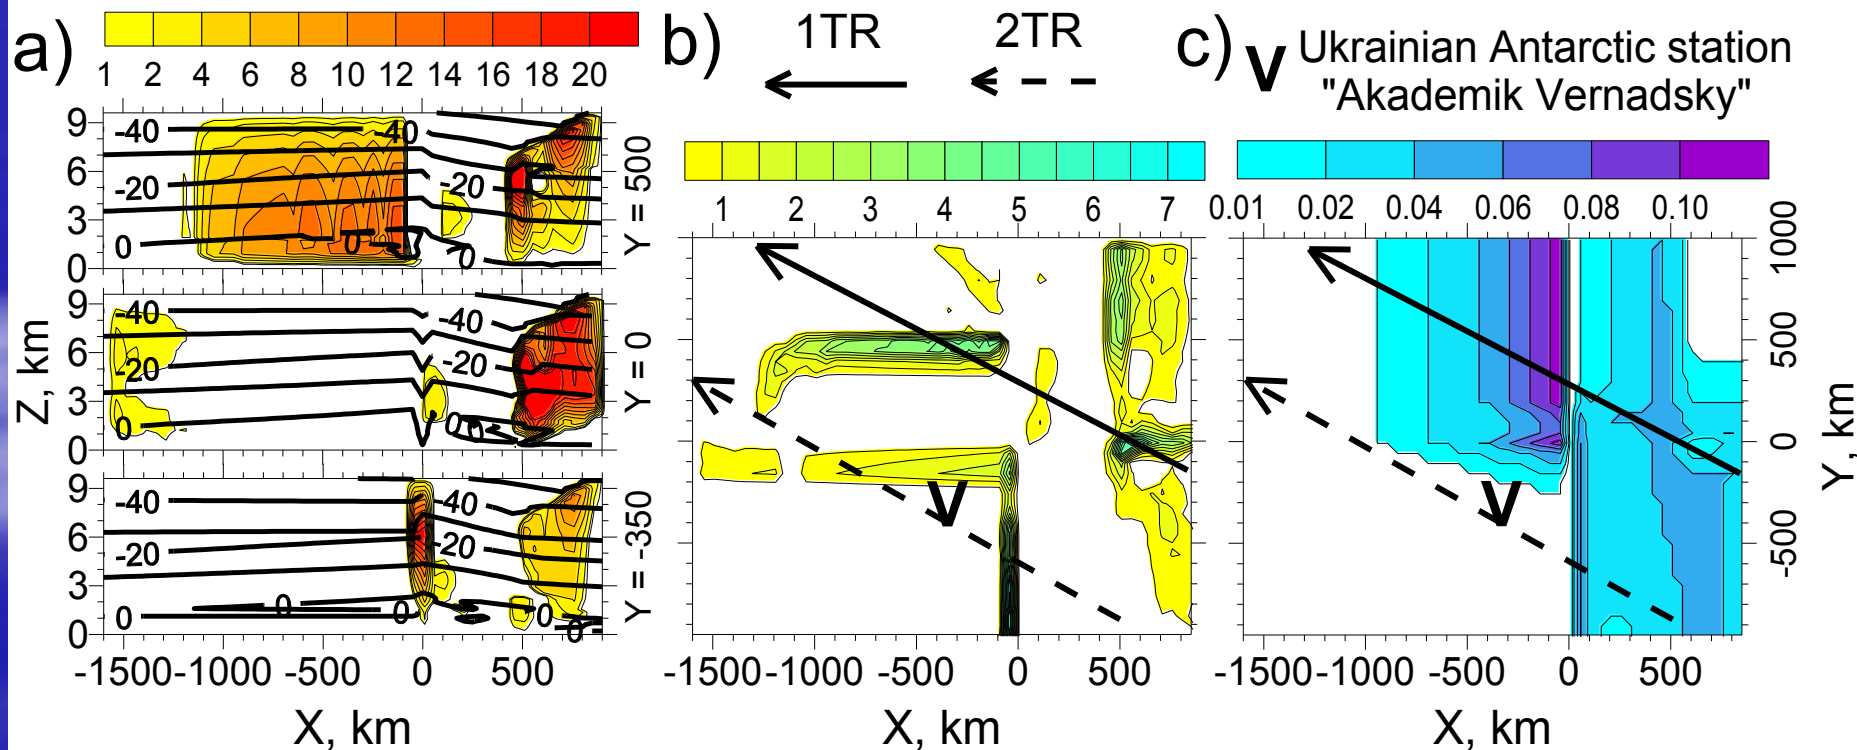 a)
1 2 4 6 8 10 12 14 16 18 20
b)
1TR 2TR
1 2 3 4 5 6 7
c) V Ukrainian Antarctic station
"Akademik Vernadsky"
0.01 0.02 0.04 0.06 0.08 0.10
Z, km
9 6 3 0
-40 -40 -20 -20 0 0 0
Y = 500
9 6 3 0
-40 -40 -20 -20 0 0 0
Y = 0
9 6 3 0
-40 -40 -20 -20 0 0 0 0 0
Y = -350
-1500 -1000 -500 0 500
X, km
V
-1500 -1000 -500 0 500
X, km
V
1000 500 0 -500
Y, km
-1500 -1000 -500 0 500
X, km